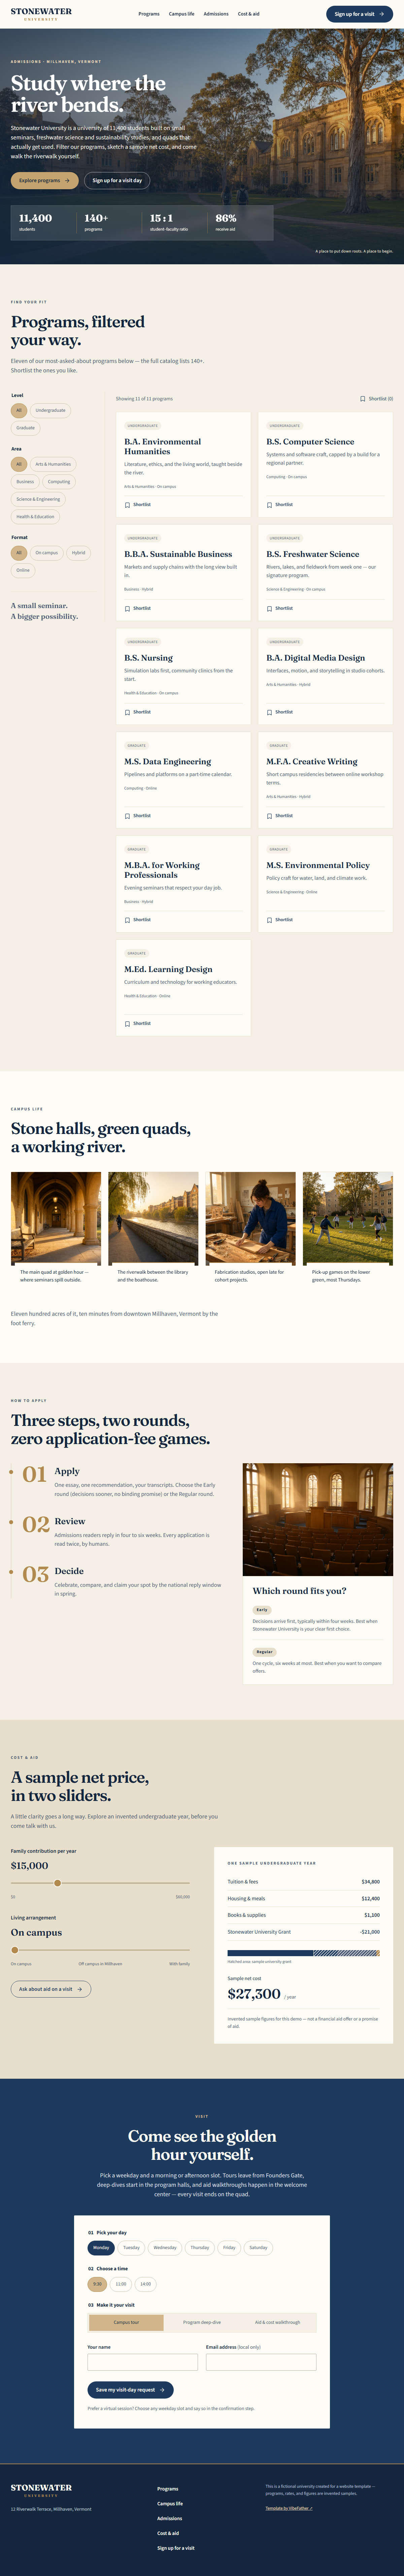 STONEWATER
UNIVERSITY
Programs
Campus life
Admissions
Cost & aid
Sign up for a visit
ADMISSIONS · MILLHAVEN, VERMONT
Study where the
river bends.
Stonewater University is a university of 11,400 students built on small
seminars, freshwater science and sustainability studies, and quads that
actually get used. Filter our programs, sketch a sample net cost, and come
walk the riverwalk yourself.
Explore programs
Sign up for a visit day
11,400
students
140+
programs
15 : 1
student–faculty ratio
86%
receive aid
A place to put down roots. A place to begin.
FIND YOUR FIT
Programs, filtered
your way.
Eleven of our most-asked-about programs below — the full catalog lists 140+.
Shortlist the ones you like.
Level
All
Undergraduate
Graduate
Area
All
Arts & Humanities
Business
Computing
Science & Engineering
Health & Education
Format
All
On campus
Hybrid
Online
A small seminar.
A bigger possibility.
Showing 11 of 11 programs
Shortlist (0)
UNDERGRADUATE
B.A. Environmental
Humanities
Literature, ethics, and the living world, taught beside
the river.
Arts & Humanities · On campus
Shortlist
UNDERGRADUATE
B.S. Computer Science
Systems and software craft, capped by a build for a
regional partner.
Computing · On campus
Shortlist
UNDERGRADUATE
B.B.A. Sustainable Business
Markets and supply chains with the long view built
in.
Business · Hybrid
Shortlist
UNDERGRADUATE
B.S. Freshwater Science
Rivers, lakes, and fieldwork from week one — our
signature program.
Science & Engineering · On campus
Shortlist
UNDERGRADUATE
B.S. Nursing
Simulation labs first, community clinics from the
start.
Health & Education · On campus
Shortlist
UNDERGRADUATE
B.A. Digital Media Design
Interfaces, motion, and storytelling in studio cohorts.
Arts & Humanities · Hybrid
Shortlist
GRADUATE
M.S. Data Engineering
Pipelines and platforms on a part-time calendar.
Computing · Online
Shortlist
GRADUATE
M.F.A. Creative Writing
Short campus residencies between online workshop
terms.
Arts & Humanities · Hybrid
Shortlist
GRADUATE
M.B.A. for Working
Professionals
Evening seminars that respect your day job.
Business · Hybrid
Shortlist
GRADUATE
M.S. Environmental Policy
Policy craft for water, land, and climate work.
Science & Engineering · Online
Shortlist
GRADUATE
M.Ed. Learning Design
Curriculum and technology for working educators.
Health & Education · Online
Shortlist
CAMPUS LIFE
Stone halls, green quads,
a working river.
The main quad at golden hour —
where seminars spill outside.
The riverwalk between the library
and the boathouse.
Fabrication studios, open late for
cohort projects.
Pick-up games on the lower
green, most Thursdays.
Eleven hundred acres of it, ten minutes from downtown Millhaven, Vermont by the
foot ferry.
HOW TO APPLY
Three steps, two rounds,
zero application-fee games.
01
Apply
One essay, one recommendation, your transcripts. Choose the Early
round (decisions sooner, no binding promise) or the Regular round.
02
Review
Admissions readers reply in four to six weeks. Every application is
read twice, by humans.
03
Decide
Celebrate, compare, and claim your spot by the national reply window
in spring.
Which round fits you?
Early
Decisions arrive first, typically within four weeks. Best when
Stonewater University is your clear first choice.
Regular
One cycle, six weeks at most. Best when you want to compare
offers.
COST & AID
A sample net price,
in two sliders.
A little clarity goes a long way. Explore an invented undergraduate year, before you
come talk with us.
Family contribution per year
$15,000
$0
$60,000
Living arrangement
On campus
On campus
Off campus in Millhaven
With family
Ask about aid on a visit
ONE SAMPLE UNDERGRADUATE YEAR
Tuition & fees
$34,800
Housing & meals
$12,400
Books & supplies
$1,100
Stonewater University Grant
-$21,000
Hatched area: sample university grant
Sample net cost
$27,300 / year
Invented sample figures for this demo — not a financial aid offer or a promise
of aid.
VISIT
Come see the golden
hour yourself.
Pick a weekday and a morning or afternoon slot. Tours leave from Founders Gate,
deep-dives start in the program halls, and aid walkthroughs happen in the welcome
center — every visit ends on the quad.
01 Pick your day
Monday
Tuesday
Wednesday
Thursday
Friday
Saturday
02 Choose a time
9:30
11:00
14:00
03 Make it your visit
Campus tour
Program deep-dive
Aid & cost walkthrough
Your name
Email address (local only)
Save my visit-day request
Prefer a virtual session? Choose any weekday slot and say so in the confirmation step.
STONEWATER
UNIVERSITY
12 Riverwalk Terrace, Millhaven, Vermont
Programs
Campus life
Admissions
Cost & aid
Sign up for a visit
This is a fictional university created for a website template —
programs, rates, and figures are invented samples.
Template by VibeFather ↗